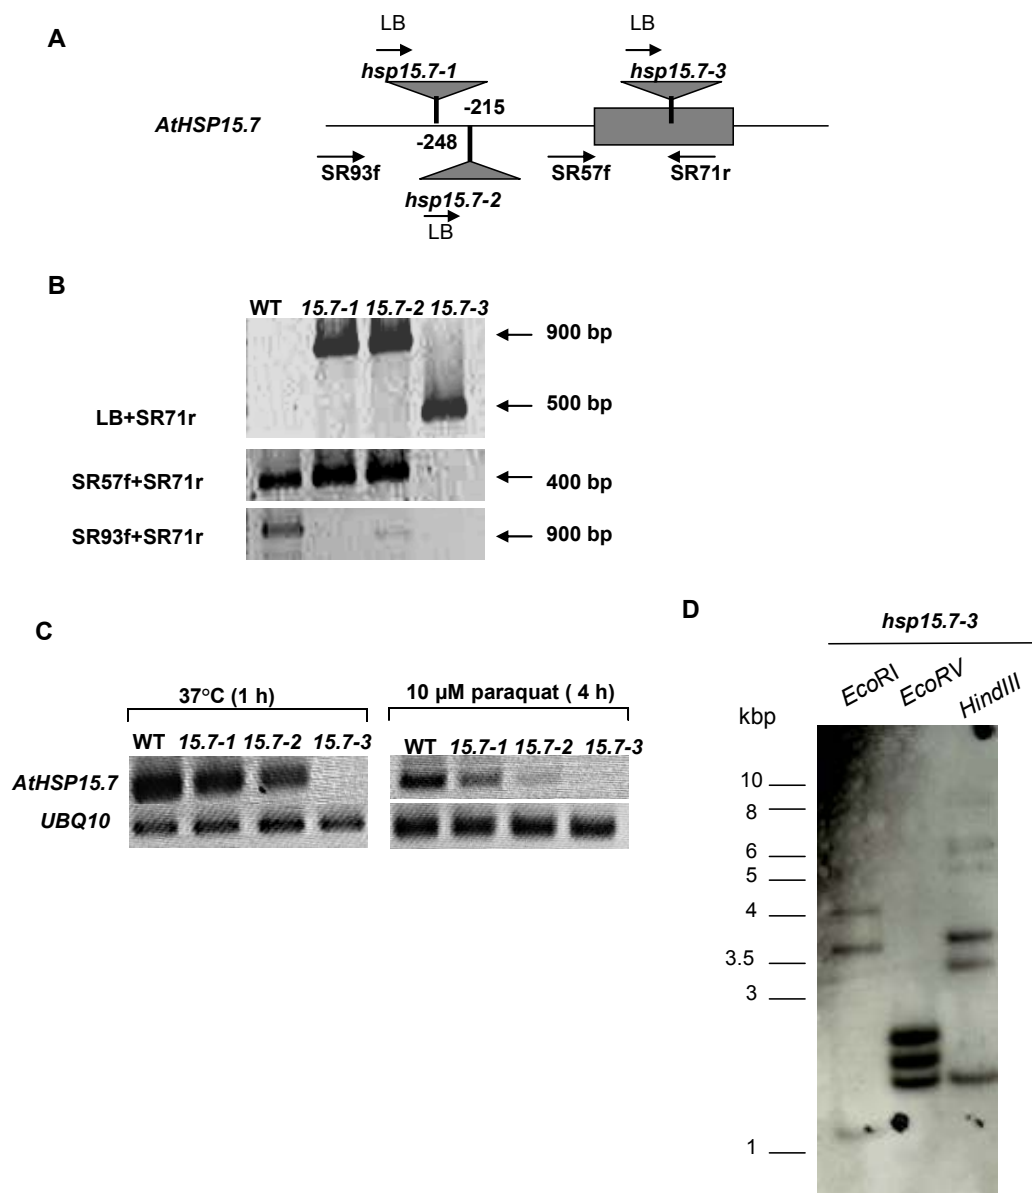 A
LB
LB
hsp15.7-1
hsp15.7-3
-215
AtHSP15.7
-248
SR93f
SR57f
SR71r
hsp15.7-2
LB
B
WT 15.7-1 15.7-2 15.7-3
900 bp
500 bp
LB+SR71r
SR57f+SR71r
400 bp
SR93f+SR71r
900 bp
C
37°C (1 h)
10 µM paraquat ( 4 h)
WT 15.7-1 15.7-2 15.7-3
WT 15.7-1 15.7-2 15.7-3
AtHSP15.7
UBQ10
D
hsp15.7-3
EcoRI
EcoRV
HindIII
kbp
10
8
6
5
4
3.5
3
1